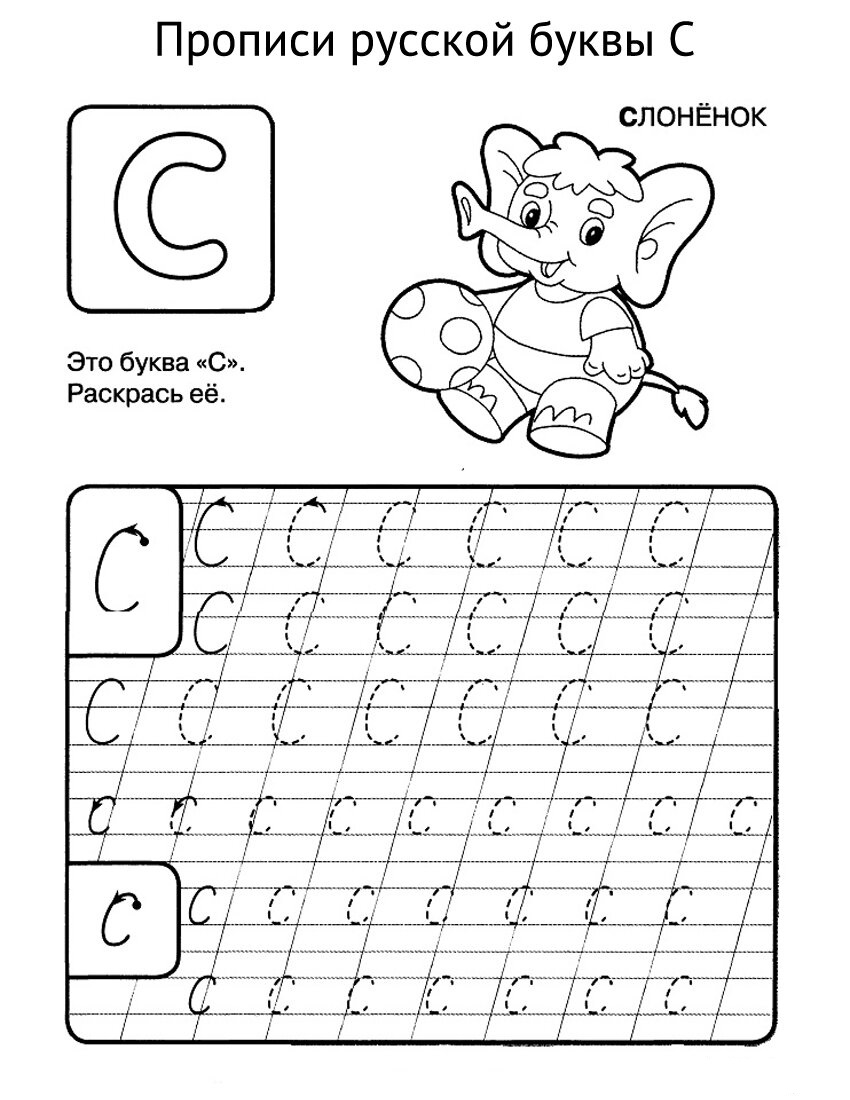 Прописи русской буквы С
С
СЛОНЁНОК
Это буква «С».
Раскрась её.
С С С С С С С
С С С С С С
С С С С С С С
с с с с с с с с с
с с с с с с с с
с с с с с с с